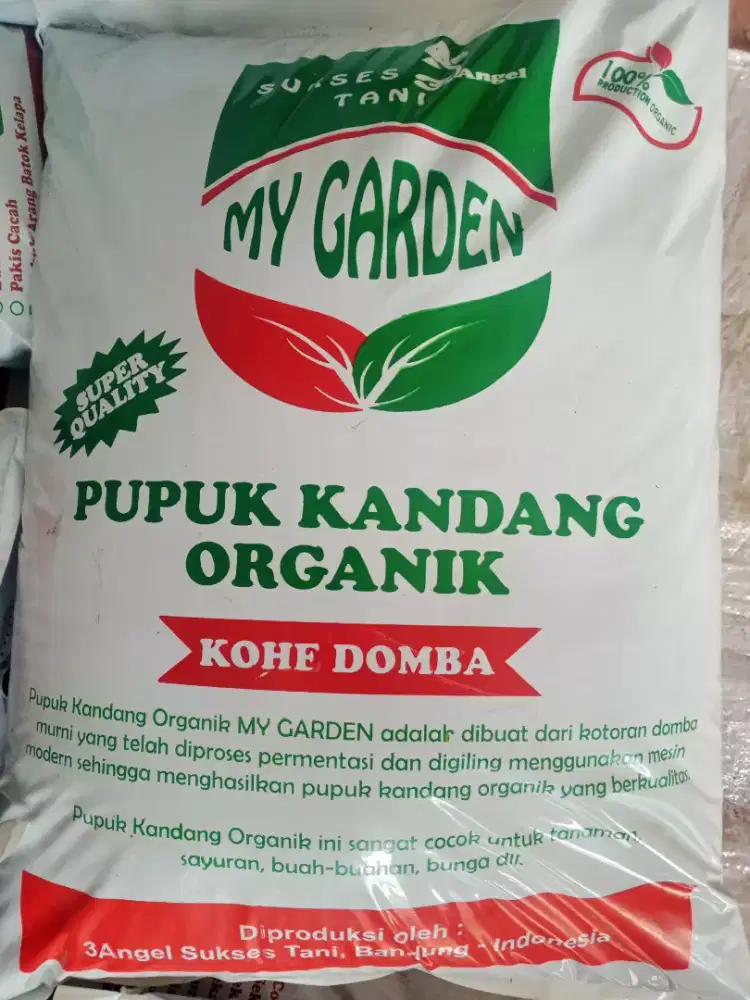 SUKSES 3Angel
TANI
100%
PRODUCTION ORGANIC
MY GARDEN
SUPER
QUALITY
PUPUK KANDANG
ORGANIK
KOHE DOMBA
Pupuk Kandang Organik MY GARDEN adalah dibuat dari kotoran domba
murni yang telah diproses permentasi dan digiling menggunakan mesin
modern sehingga menghasilkan pupuk kandang organik yang berkualitas.
Pupuk Kandang Organik ini sangat cocok untuk tanaman,
sayuran, buah-buahan, bunga dll.
Diproduksi oleh :
3Angel Sukses Tani, Bandung - Indonesia
Pakis Cacah
Arang Batok Kelapa